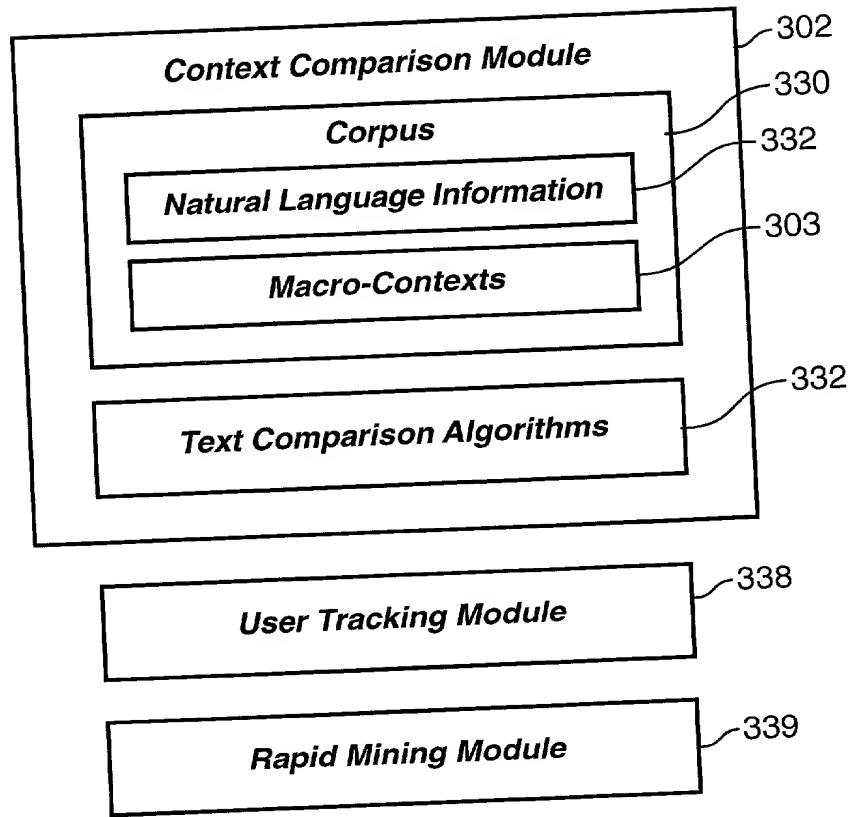 Context Comparison Module
302
Corpus
330
Natural Language Information
332
Macro-Contexts
303
Text Comparison Algorithms
332
User Tracking Module
338
Rapid Mining Module
339